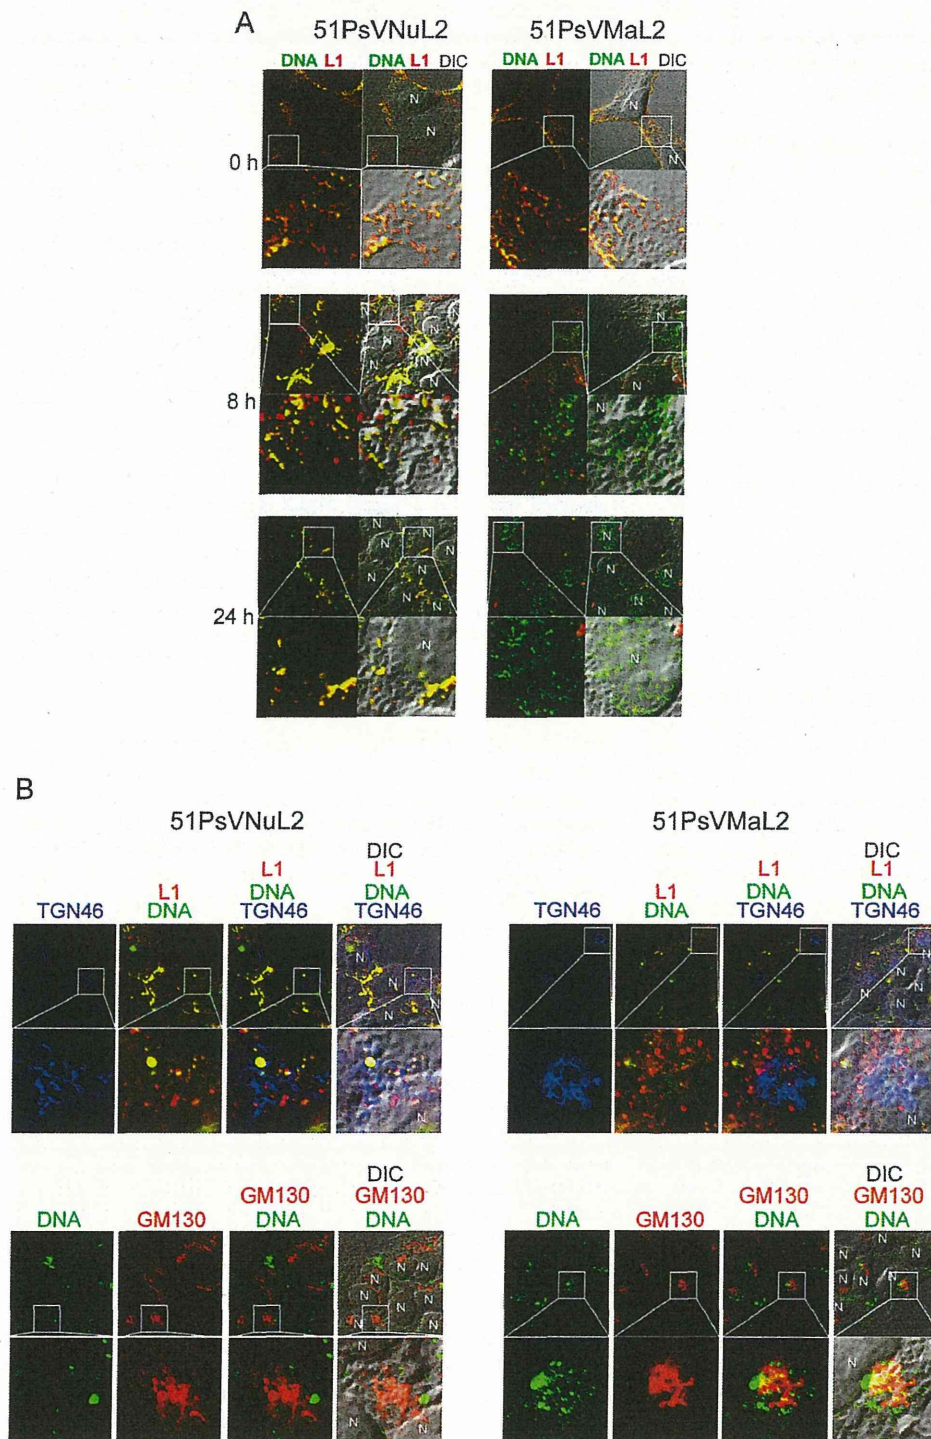 A
51PsVNuL2 51PsVMaL2
DNA L1 DNA L1 DIC DNA L1 DNA L1 DIC
N
N
N
N
0 h
N N N N N N
N
8 h
N
N N
N N N
N N
24 h
N
N
B
51PsVNuL2 51PsVMaL2
DIC DIC
L1 L1 L1 L1
L1 DNA DNA L1 DNA DNA
TGN46 DNA TGN46 TGN46 TGN46 DNA TGN46 TGN46
N
N
N
N
N
N
N
DIC DIC
GM130 GM130 GM130 GM130
DNA GM130 DNA DNA DNA GM130 DNA DNA
N
N N
N N
N
N
N N
N N
N
N
N